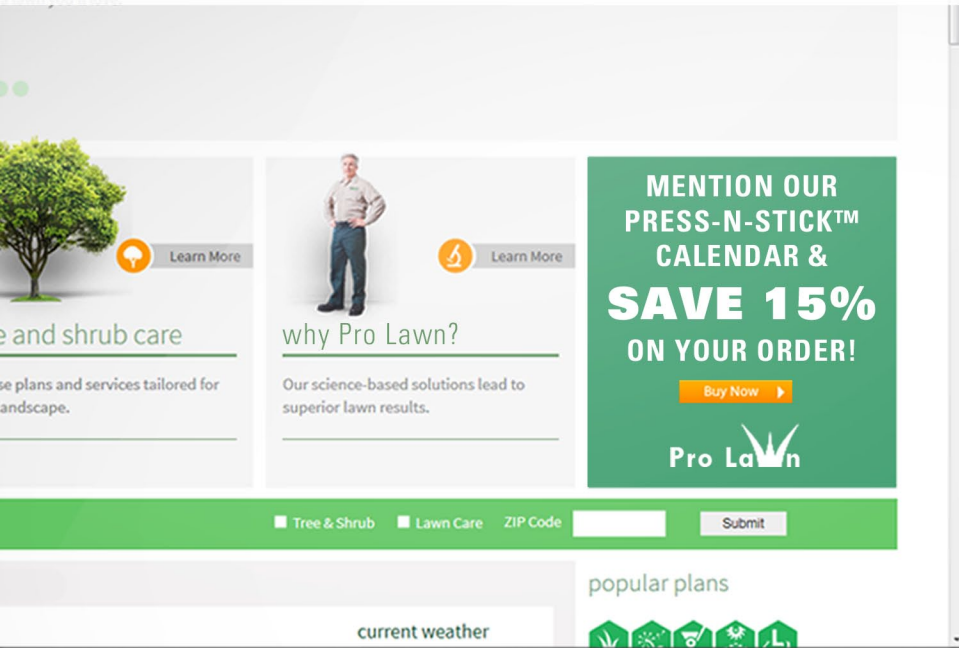 Learn More
e and shrub care
se plans and services tailored for
andscape.
Learn More
why Pro Lawn?
Our science-based solutions lead to
superior lawn results.
MENTION OUR
PRESS-N-STICK™
CALENDAR &
SAVE 15%
ON YOUR ORDER!
Buy Now
Pro Lawn
Tree & Shrub
Lawn Care
ZIP Code
Submit
popular plans
current weather